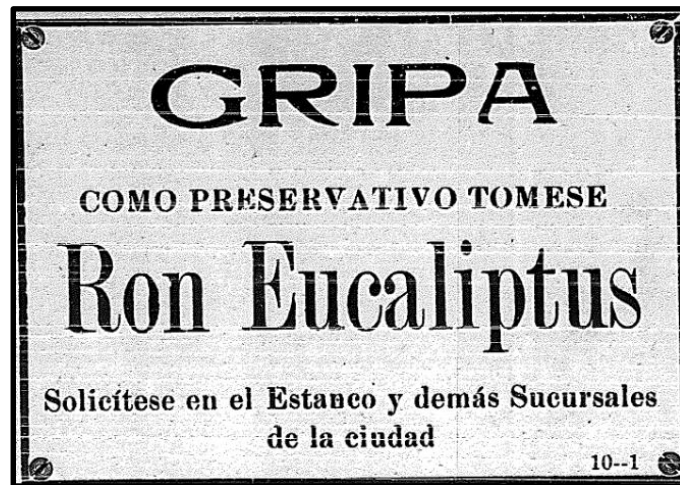 GRIPA
COMO PRESERVATIVO TOMESE
Ron Eucaliptus
Solicítese en el Estanco y demás Sucursales
de la ciudad
10--1